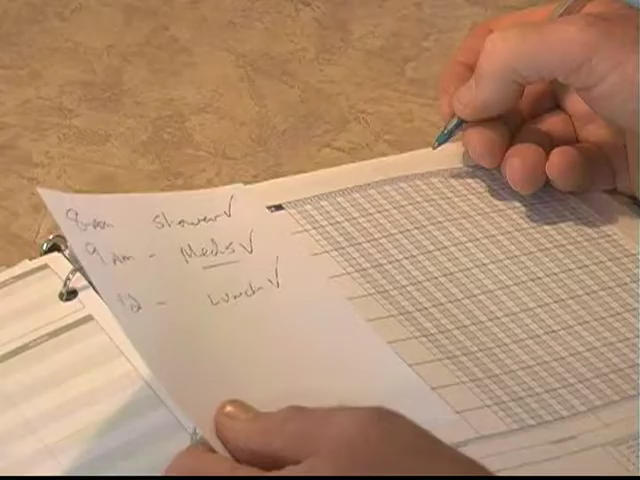 8am shower √
9 AM - Meds √
12 - Lunch √